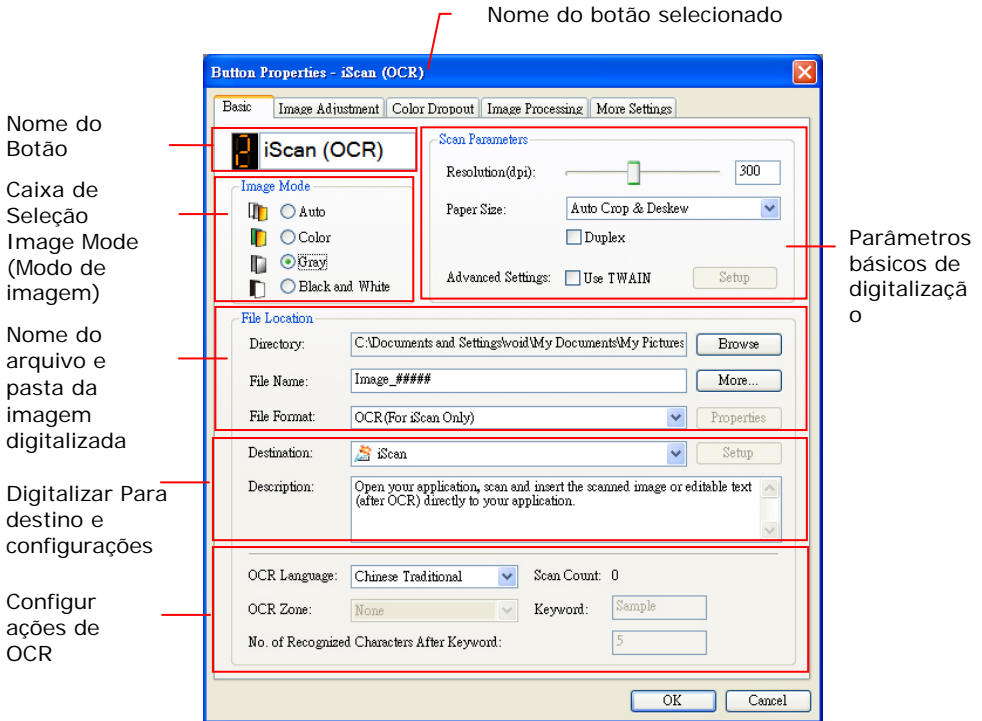 Nome do botão selecionado
Button Properties - iScan (OCR)
Basic Image Adjustment Color Dropout Image Processing More Settings
Nome do
Botão
2 iScan (OCR)
Caixa de
Seleção
Image Mode
(Modo de
imagem)
Image Mode
Auto
Color
Gray
Black and White
Scan Parameters
Resolution(dpi): 300
Paper Size: Auto Crop & Deskew
Duplex
Advanced Settings: Use TWAIN Setup
Parâmetros
básicos de
digitalizaçã
o
Nome do
arquivo e
pasta da
imagem
digitalizada
File Location
Directory: C:\Documents and Settings\void\My Documents\My Pictures Browse
File Name: Image_##### More...
File Format: OCR(For iScan Only) Properties
Digitalizar Para
destino e
configurações
Destination: iScan Setup
Description: Open your application, scan and insert the scanned image or editable text
(after OCR) directly to your application.
Configur
ações de
OCR
OCR Language: Chinese Traditional Scan Count: 0
OCR Zone: None Keyword: Sample
No. of Recognized Characters After Keyword: 5
OK Cancel